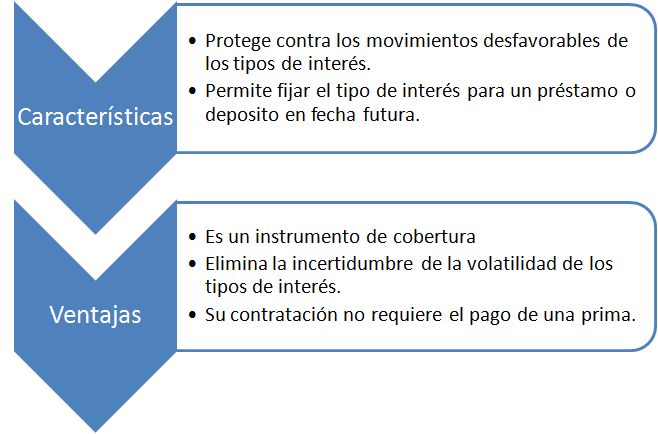 Características
• Protege contra los movimientos desfavorables de
los tipos de interés.
• Permite fijar el tipo de interés para un préstamo o
deposito en fecha futura.
Ventajas
• Es un instrumento de cobertura
• Elimina la incertidumbre de la volatilidad de los
tipos de interés.
• Su contratación no requiere el pago de una prima.